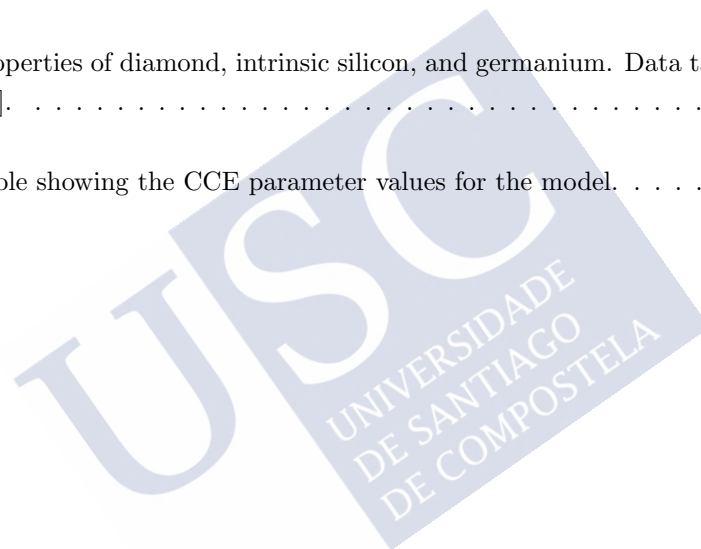 operties of diamond, intrinsic silicon, and germanium. Data t
]. . . . . . . . . . . . . . . . . . . . . . . . . . . . . . . . . .
ble showing the CCE parameter values for the model. . . . . .
USC
UNIVERSIDADE
DE SANTIAGO
DE COMPOSTELA